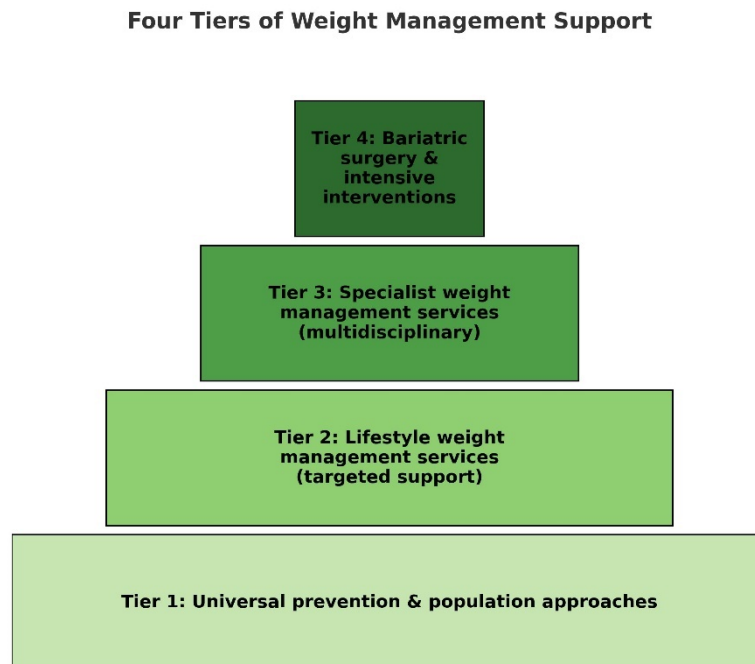 Four Tiers of Weight Management Support
Tier 4: Bariatric
surgery &
intensive
interventions
Tier 3: Specialist weight
management services
(multidisciplinary)
Tier 2: Lifestyle weight
management services
(targeted support)
Tier 1: Universal prevention & population approaches